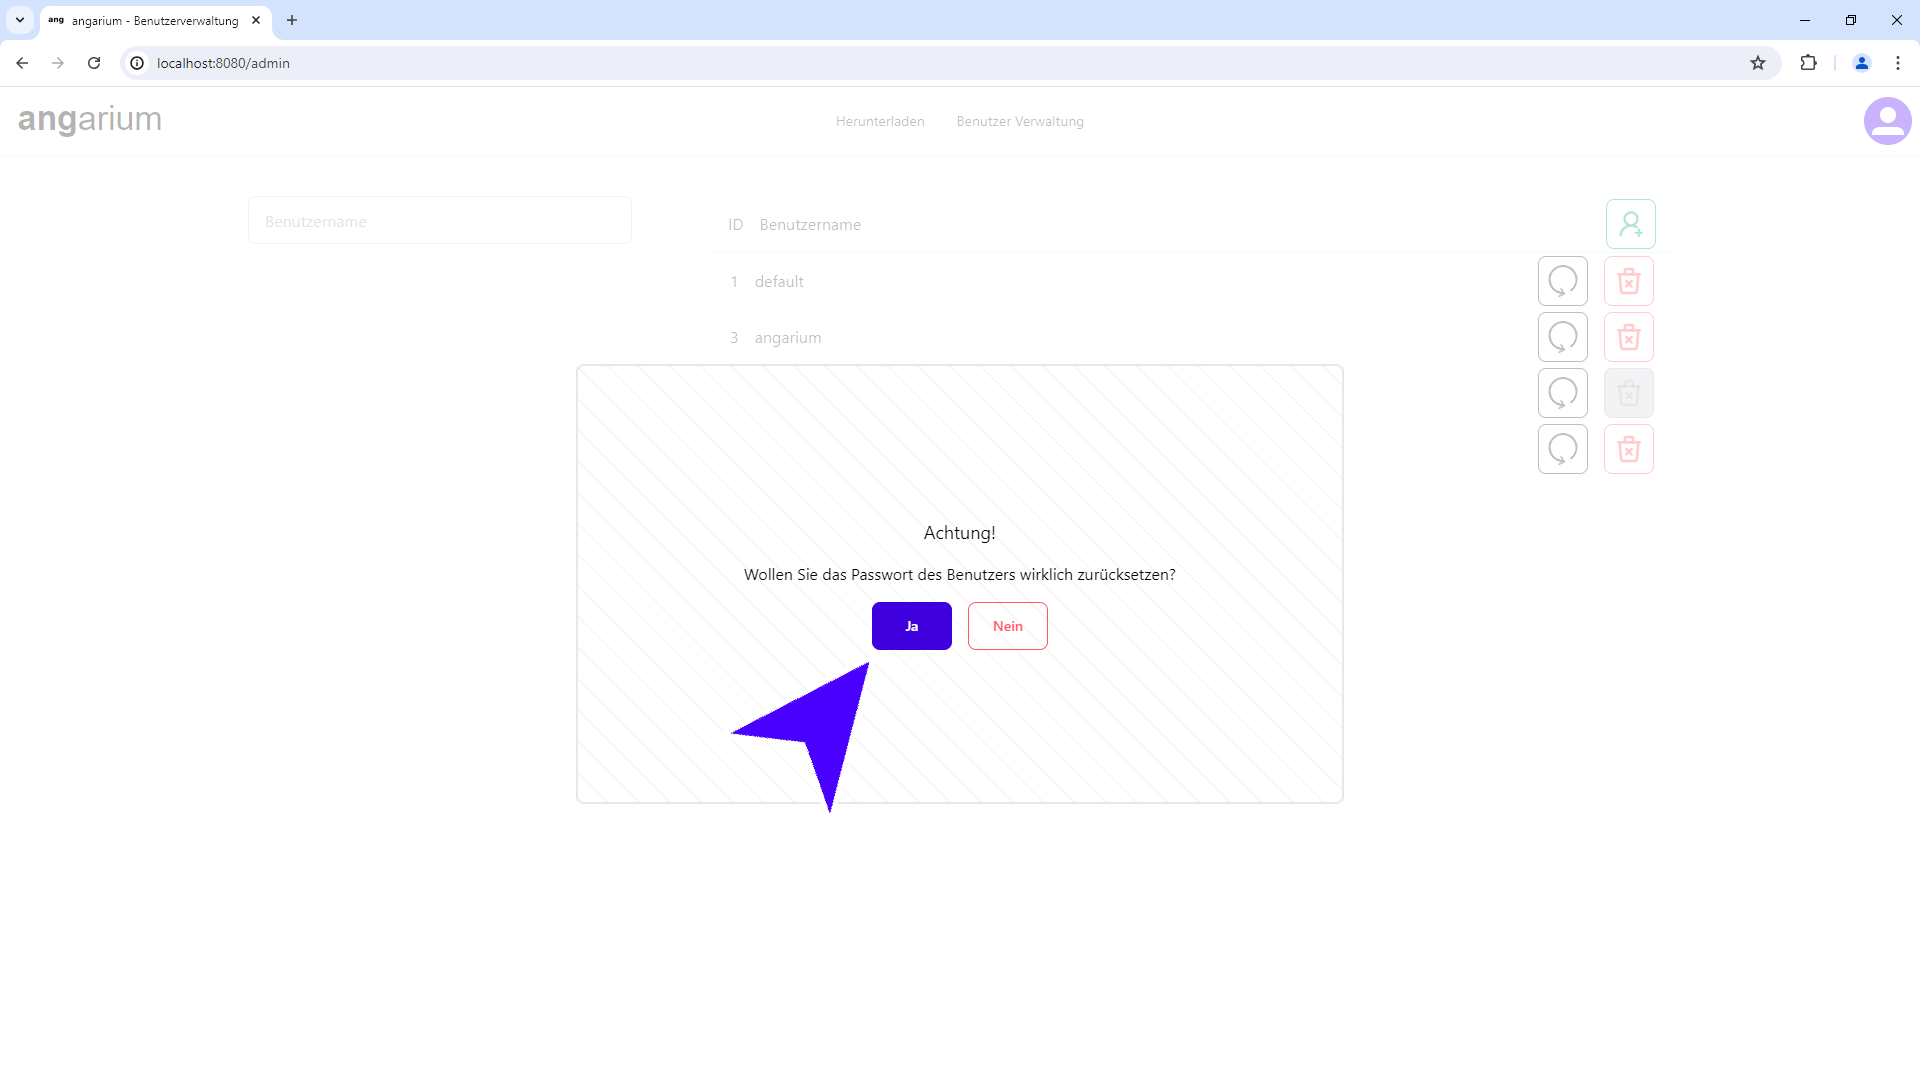 ang angarium - Benutzerverwaltung
localhost:8080/admin
angarium
Herunterladen Benutzer Verwaltung
Benutzername
ID Benutzername
1 default
3 angarium
Achtung!
Wollen Sie das Passwort des Benutzers wirklich zurücksetzen?
Ja Nein